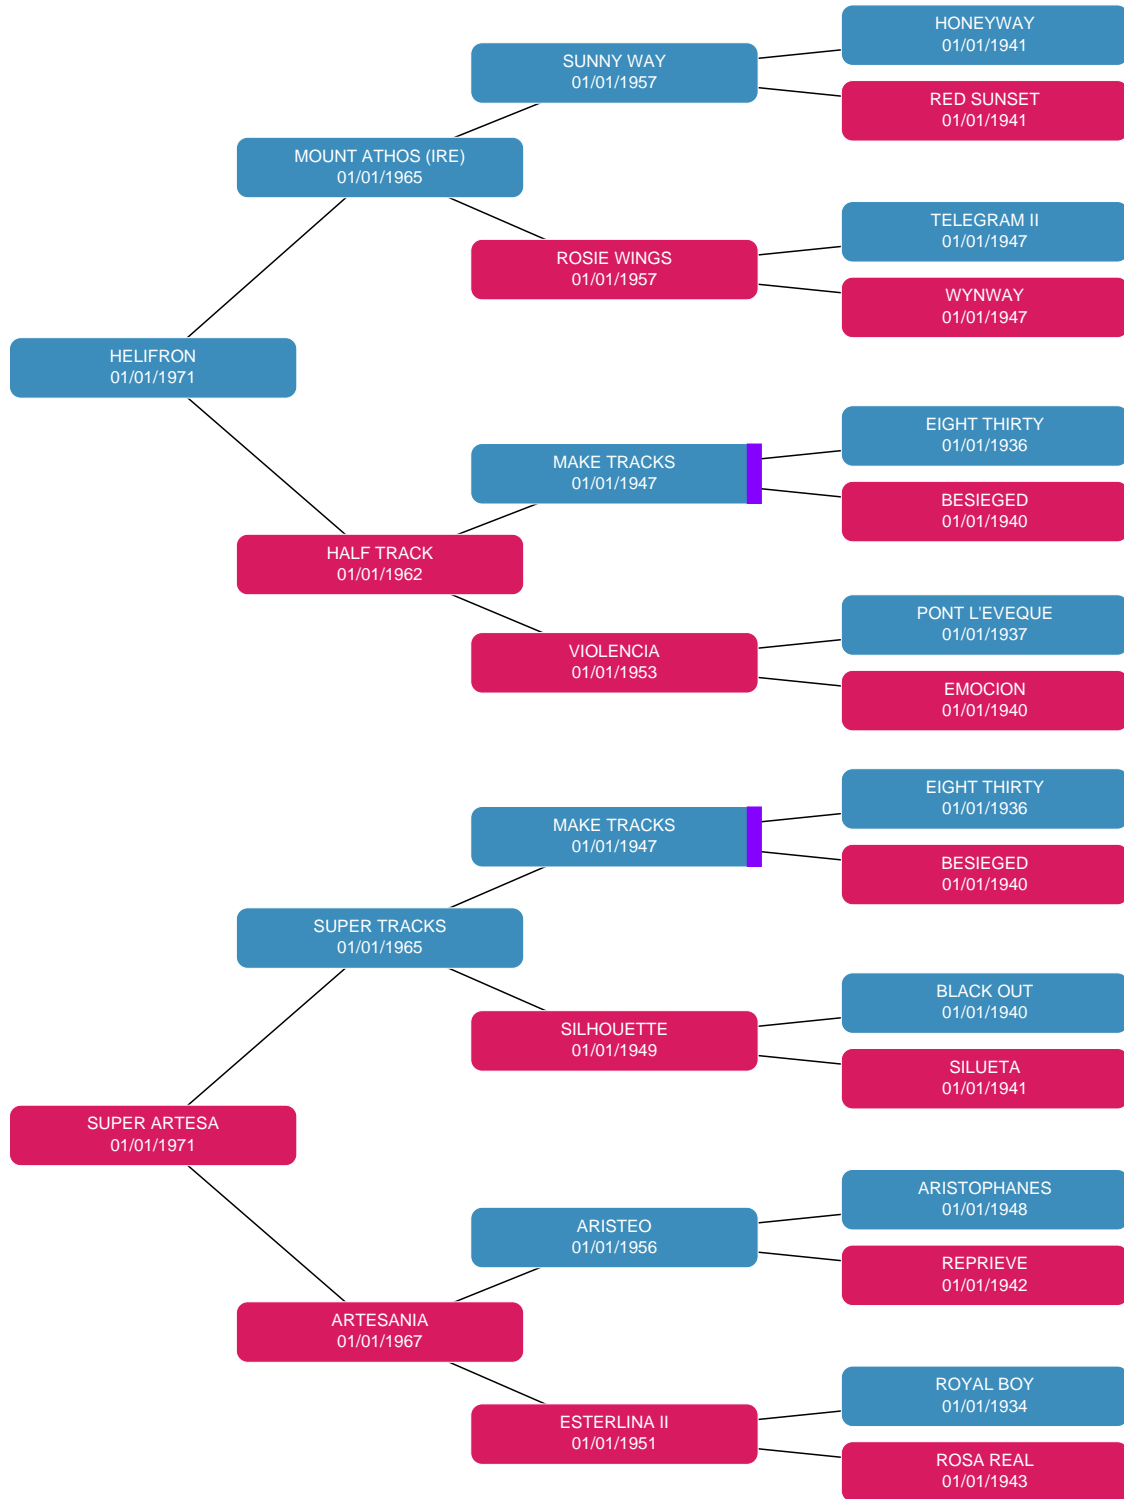 HONEYWAY
01/01/1941
SUNNY WAY
01/01/1957
RED SUNSET
01/01/1941
MOUNT ATHOS (IRE)
01/01/1965
TELEGRAM II
01/01/1947
ROSIE WINGS
01/01/1957
WYNWAY
01/01/1947
HELIFRON
01/01/1971
EIGHT THIRTY
01/01/1936
MAKE TRACKS
01/01/1947
BESIEGED
01/01/1940
HALF TRACK
01/01/1962
PONT L'EVEQUE
01/01/1937
VIOLENCIA
01/01/1953
EMOCION
01/01/1940
EIGHT THIRTY
01/01/1936
MAKE TRACKS
01/01/1947
BESIEGED
01/01/1940
SUPER TRACKS
01/01/1965
BLACK OUT
01/01/1940
SILHOUETTE
01/01/1949
SILUETA
01/01/1941
SUPER ARTESA
01/01/1971
ARISTOPHANES
01/01/1948
ARISTEO
01/01/1956
REPRIEVE
01/01/1942
ARTESANIA
01/01/1967
ROYAL BOY
01/01/1934
ESTERLINA II
01/01/1951
ROSA REAL
01/01/1943